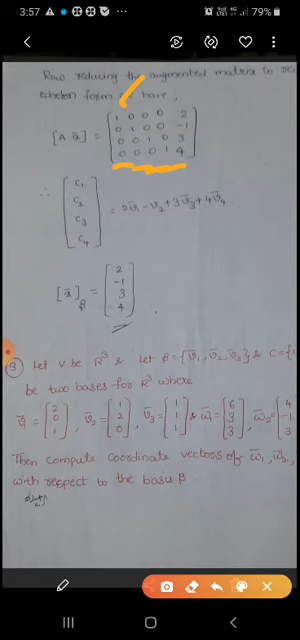 3:57
79%
Row reducing the augmented matrix to
echelon form have,
[A x̄] = [ 1 0 0 0 2
0 1 0 0 -1
0 0 1 0 3
0 0 0 1 4 ]
∴ [ c₁
c₂
c₃
c₄ ] = 2v̄₁ - v̄₂ + 3v̄₃ + 4v̄₄
[x̄]β = [ 2
-1
3
4 ]
③ Let V be R³ & let β = {v̄₁, v̄₂, v̄₃} & C = {
be two bases for R³ where
v̄₁ = [2 0 1], v̄₂ = [1 2 0], v̄₃ = [1 1 1] & w̄₁ = [6 3 3], w̄₂ = [4 -1 3
Then compute coordinate vectors of w̄₁, w̄₂,
with respect to the basis β.